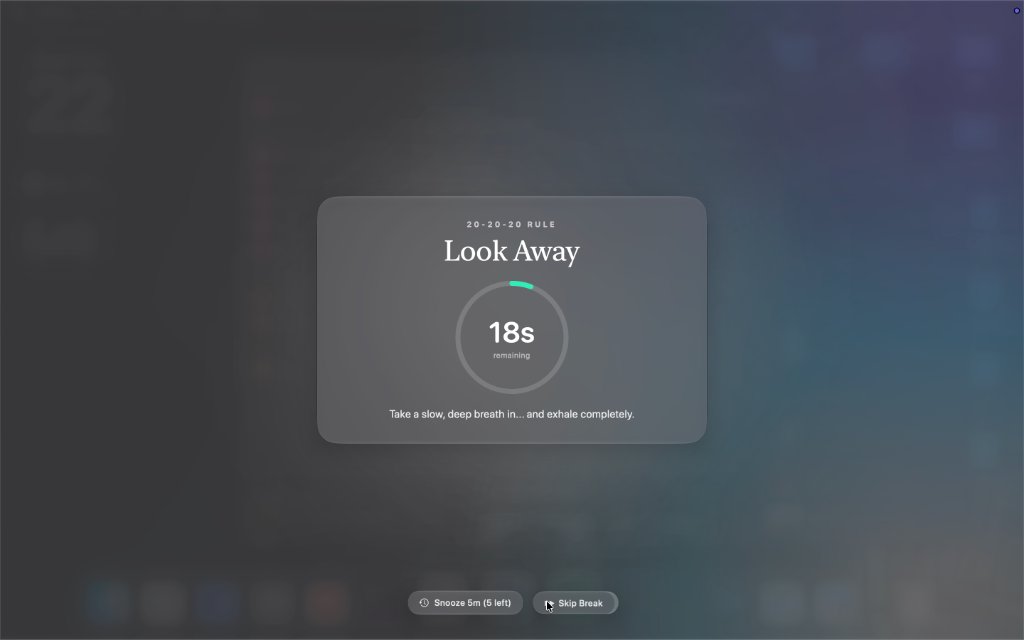 22
20-20-20 RULE
Look Away
18s
remaining
Take a slow, deep breath in... and exhale completely.
Snooze 5m (5 left)
Skip Break